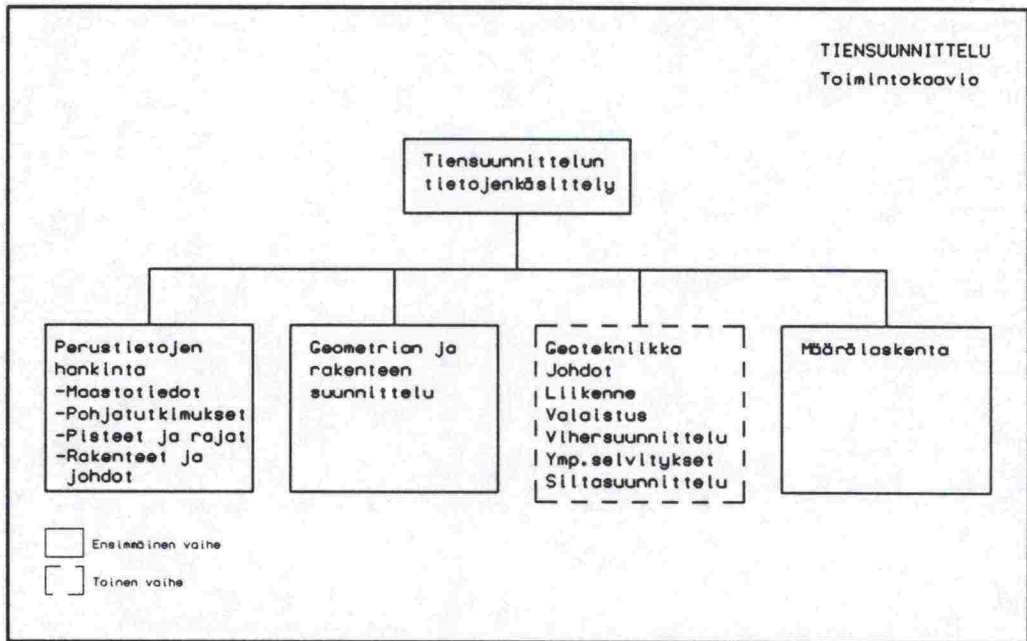 TIENSUUNNITTELU
Toimintokaavio
Tiensuunnittelun
tietojenkäsittely
Perustietojen
hankinta
-Maastotiedot
-Pohjatutkimukset
-Pisteet ja rajat
-Rakenteet ja
johdot
Geometrian ja
rakenteen
suunnittelu
Geotekniikka
Johdot
Liikenne
Valaistus
Vihersuunnittelu
Ymp.selvitykset
Siltasuunnittelu
Määrälaskenta
Ensimmäinen vaihe
Toinen vaihe